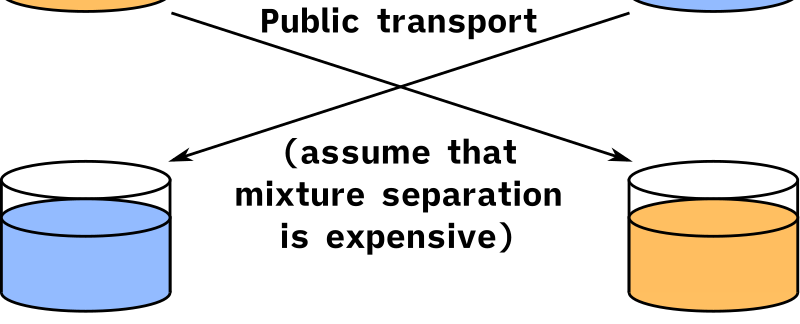 Public transport
(assume that
mixture separation
is expensive)